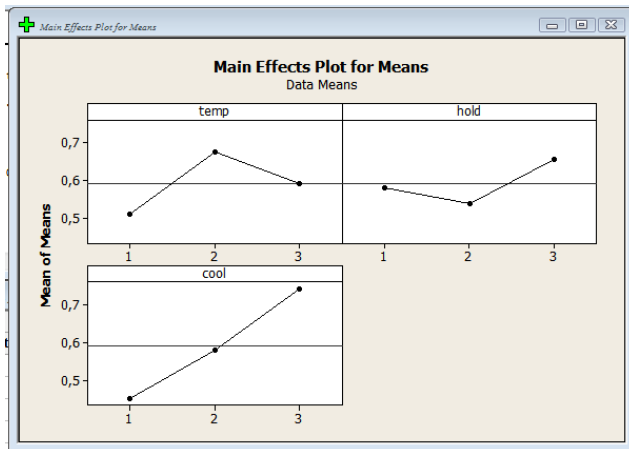 Main Effects Plot for Means
Main Effects Plot for Means
Data Means
temp
hold
0,7
0,6
0,5
1
2
3
1
2
3
cool
0,7
0,6
0,5
1
2
3
Mean of Means